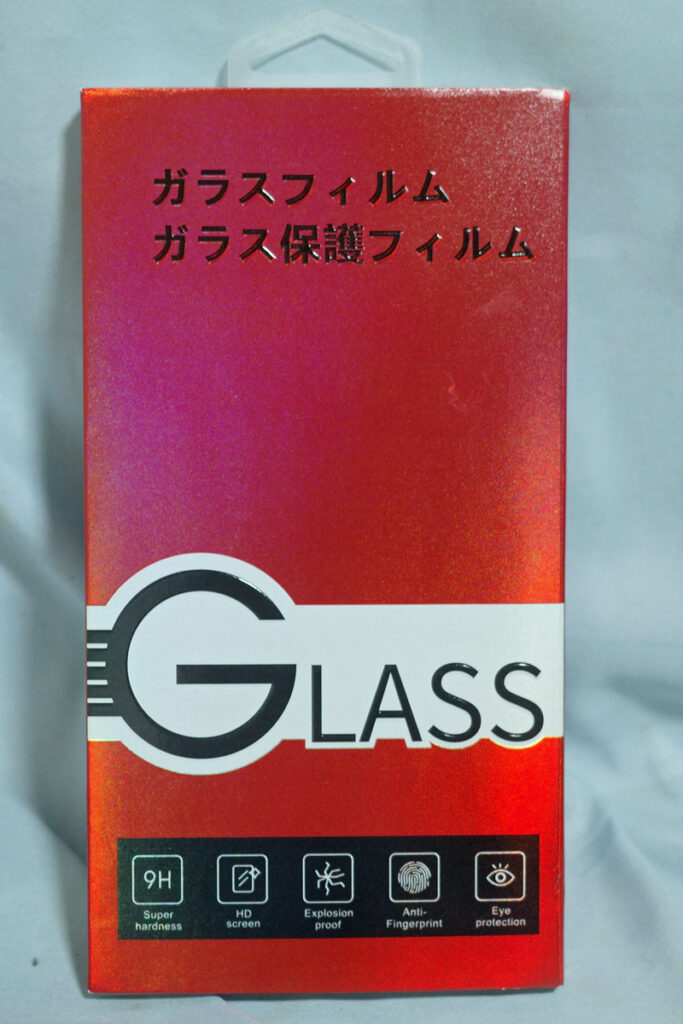 ガラスフィルム
ガラス保護フィルム
GLASS
9H
Super
hardness
HD
screen
Explosion
proof
Anti-
Fingerprint
Eye
protection